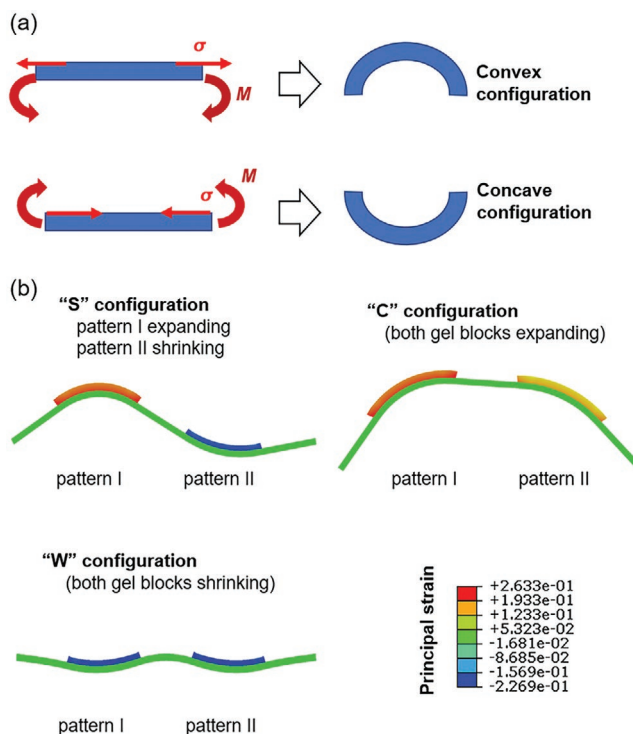 (a)
σ
M
Convex
configuration
σ
M
Concave
configuration
(b)
“S” configuration
pattern I expanding
pattern II shrinking
“C” configuration
(both gel blocks expanding)
pattern I
pattern II
pattern I
pattern II
“W” configuration
(both gel blocks shrinking)
pattern I
pattern II
Principal strain
+2.633e-01
+1.933e-01
+1.233e-01
+5.323e-02
-1.681e-02
-8.685e-02
-1.569e-01
-2.269e-01